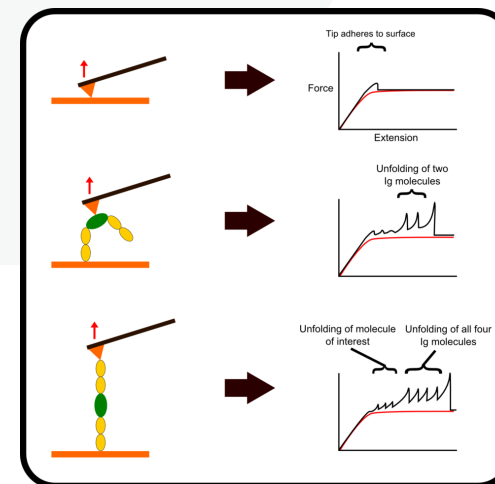 Tip adheres to surface
Force
Extension
Unfolding of two
Ig molecules
Unfolding of molecule
of interest
Unfolding of all four
Ig molecules